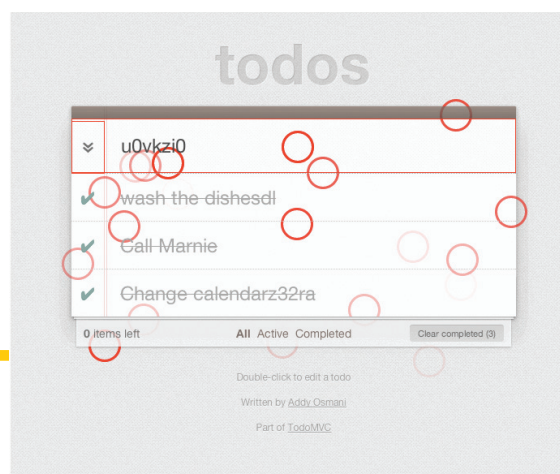 todos
u0vkzi0
wash the dishesdl
Call Marnie
Change calendarz32ra
0 items left All Active Completed Clear completed (3)
Double-click to edit a todo
Written by Addy Osmani
Part of TodoMVC